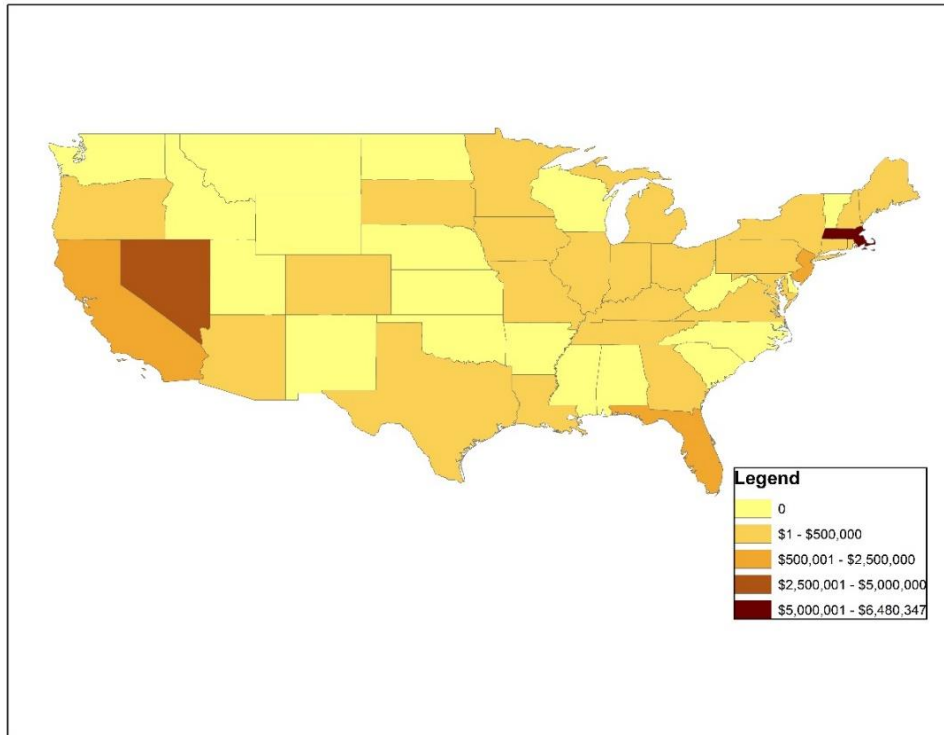 Legend
0
$1 - $500,000
$500,001 - $2,500,000
$2,500,001 - $5,000,000
$5,000,001 - $6,480,347